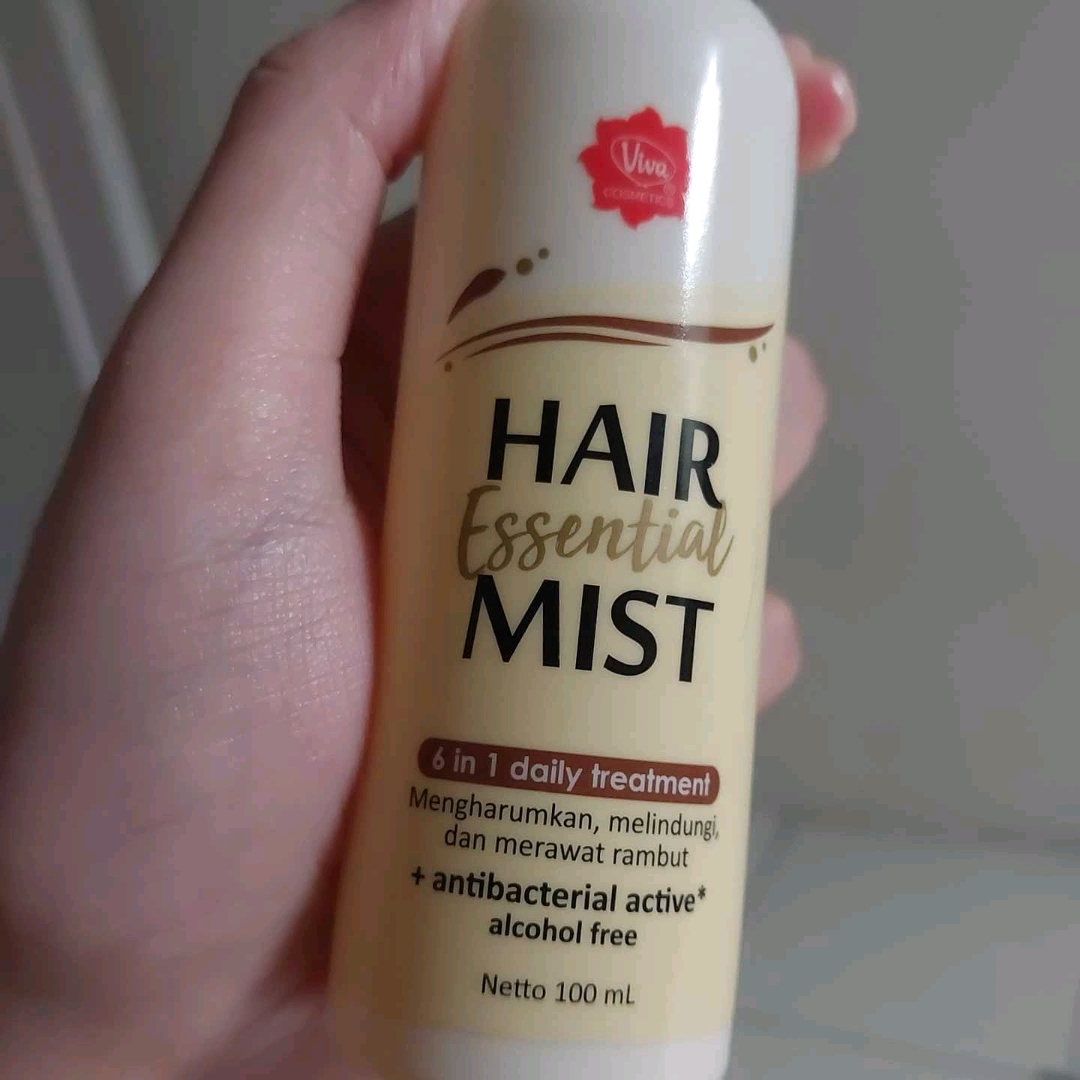 Viva
COSMETICS
HAIR
Essential
MIST
6 in 1 daily treatment
Mengharumkan, melindungi,
dan merawat rambut
+ antibacterial active*
alcohol free
Netto 100 mL